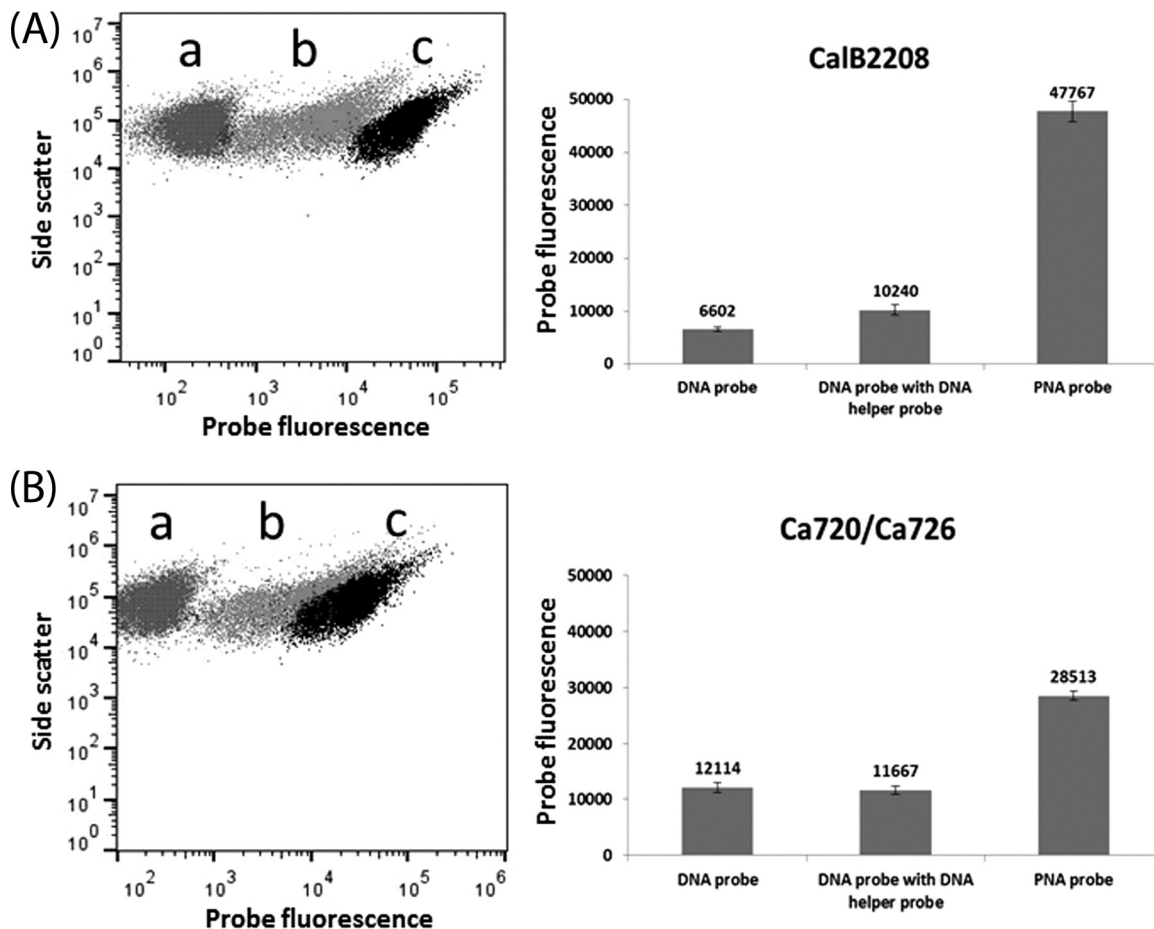 (A)
a b c
10^7
10^6
10^5
10^4
10^3
10^2
10^1
10^0
Side scatter
10^2 10^3 10^4 10^5
Probe fluorescence
CalB2208
Probe fluorescence
50000
40000
30000
20000
10000
0
6602
10240
47767
DNA probe
DNA probe with DNA
helper probe
PNA probe
(B)
a b c
10^7
10^6
10^5
10^4
10^3
10^2
10^1
10^0
Side scatter
10^2 10^3 10^4 10^5 10^6
Probe fluorescence
Ca720/Ca726
Probe fluorescence
50000
40000
30000
20000
10000
0
12114
11667
28513
DNA probe
DNA probe with DNA
helper probe
PNA probe